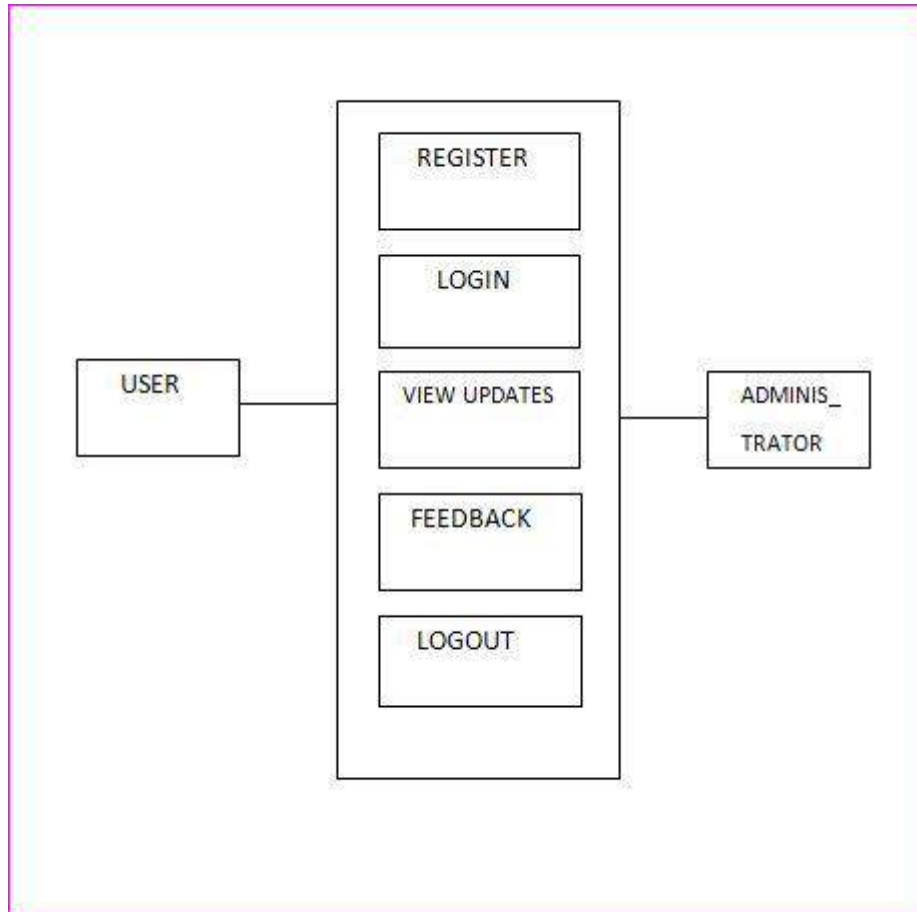 REGISTER
LOGIN
USER
VIEW UPDATES
ADMINIS_
TRATOR
FEEDBACK
LOGOUT